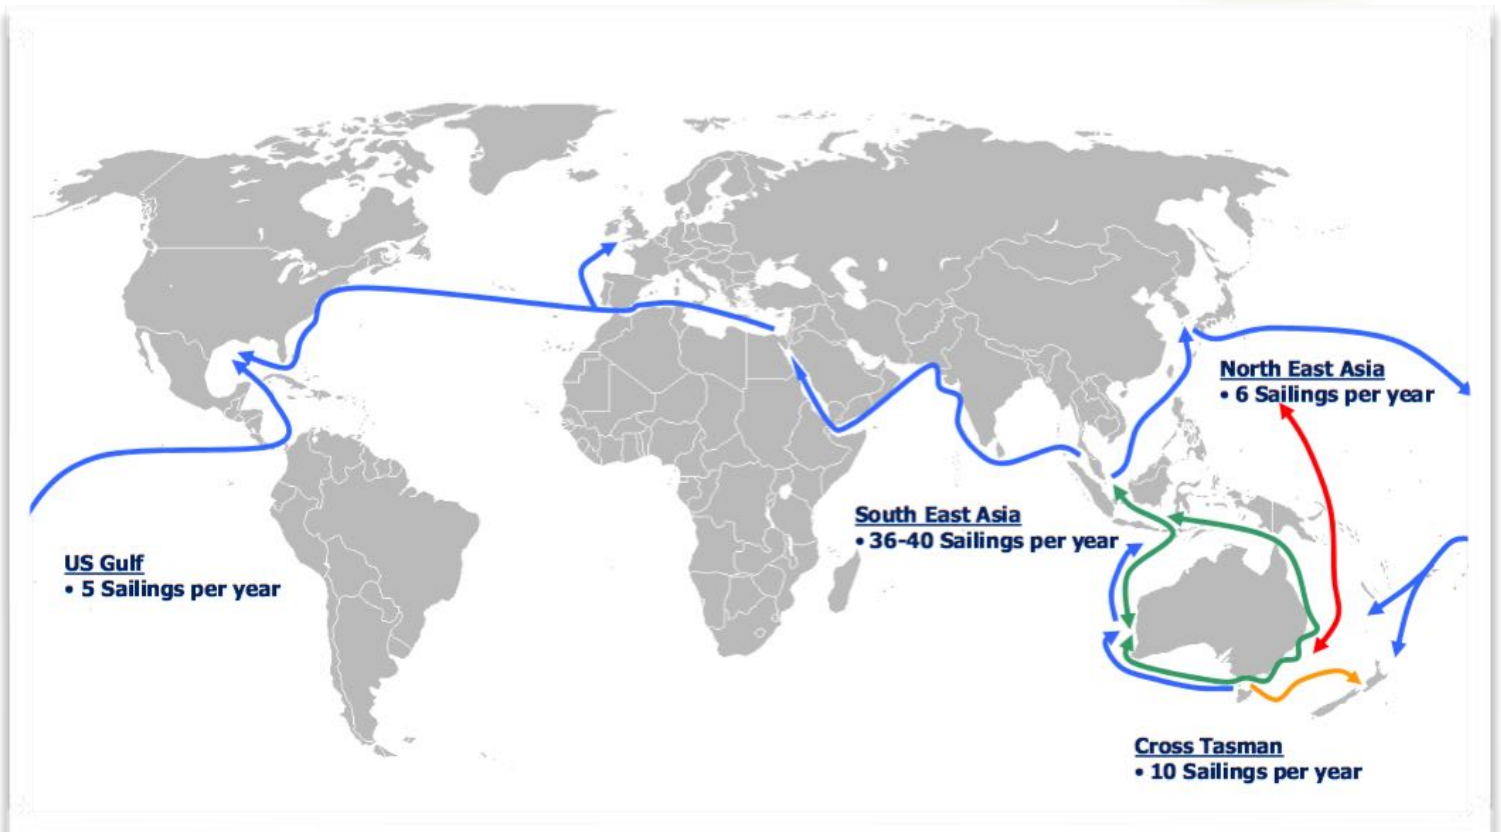 North East Asia
• 6 Sailings per year
South East Asia
• 36-40 Sailings per year
US Gulf
• 5 Sailings per year
Cross Tasman
• 10 Sailings per year